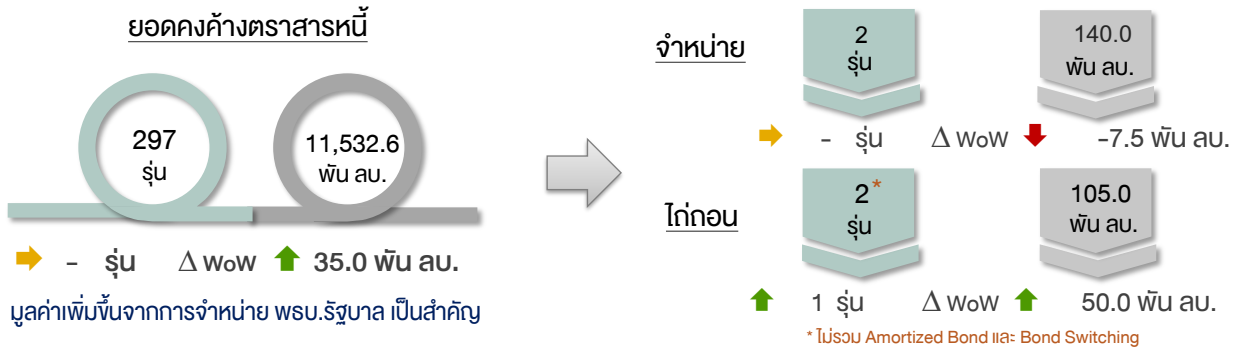 ยอดคงค้างตราสารหนี้
297
รุ่น
11,532.6
พัน ลบ.
- รุ่น Δ WoW 35.0 พัน ลบ.
มูลค่าเพิ่มขึ้นจากการจำหน่าย พธบ.รัฐบาล เป็นสำคัญ
จำหน่าย
2
รุ่น
140.0
พัน ลบ.
- รุ่น Δ WoW -7.5 พัน ลบ.
ไถ่ถอน
2*
รุ่น
105.0
พัน ลบ.
1 รุ่น Δ WoW 50.0 พัน ลบ.
* ไม่รวม Amortized Bond และ Bond Switching